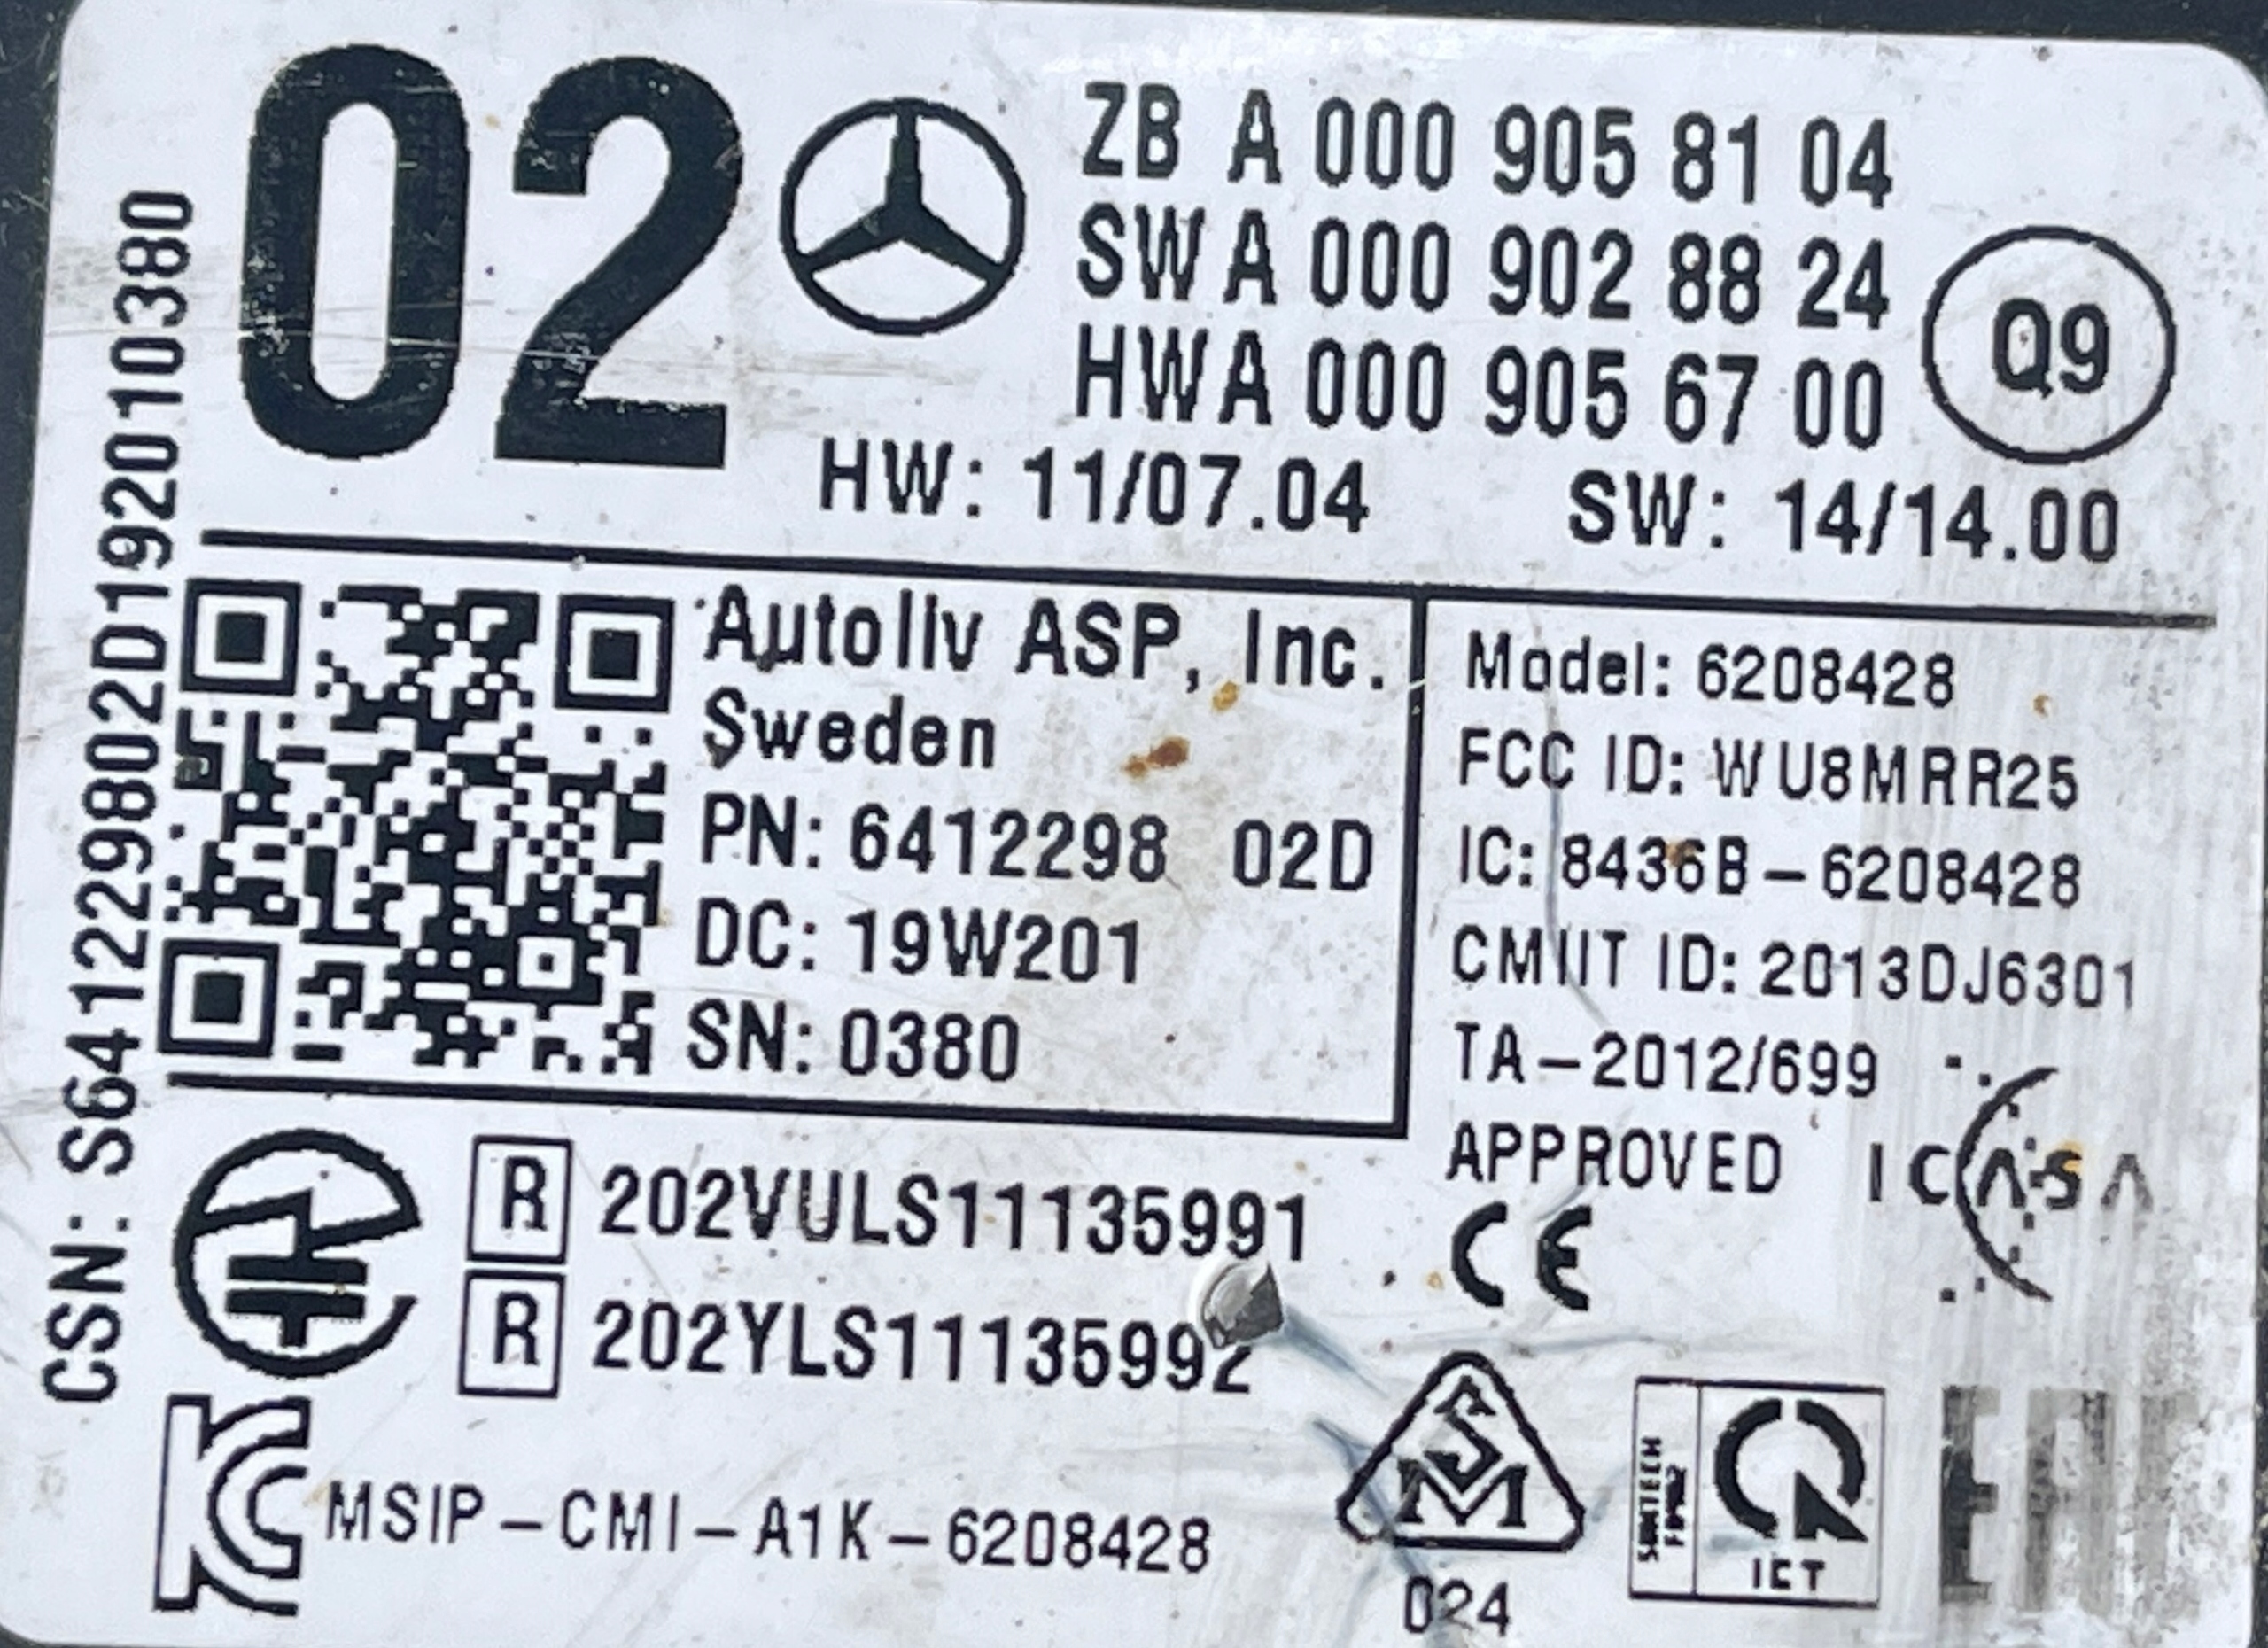 02
ZB A 000 905 81 04
SW A 000 902 88 24
HW A 000 905 67 00
Q9
HW: 11/07.04 SW: 14/14.00
CSN: S641229802D192010380
Autoliv ASP, Inc.
Sweden
PN: 6412298 02D
DC: 19W201
SN: 0380
Model: 6208428
FCC ID: WU8MRR25
IC: 8436B-6208428
CMIIT ID: 2013DJ6301
TA-2012/699
APPROVED ICASA
R 202VULS11135991
R 202YLS11135992
CE
KC MSIP-CMI-A1K-6208428
SM
024
ICT